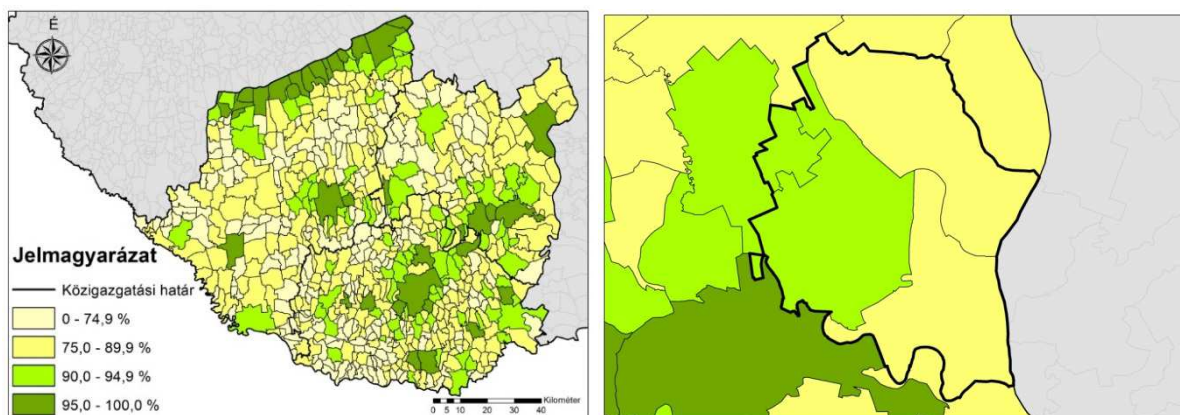 É
Jelmagyarázat
Közigazgatási határ
0 - 74,9 %
75,0 - 89,9 %
90,0 - 94,9 %
95,0 - 100,0 %
Kilométer
0 5 10 20 30 40